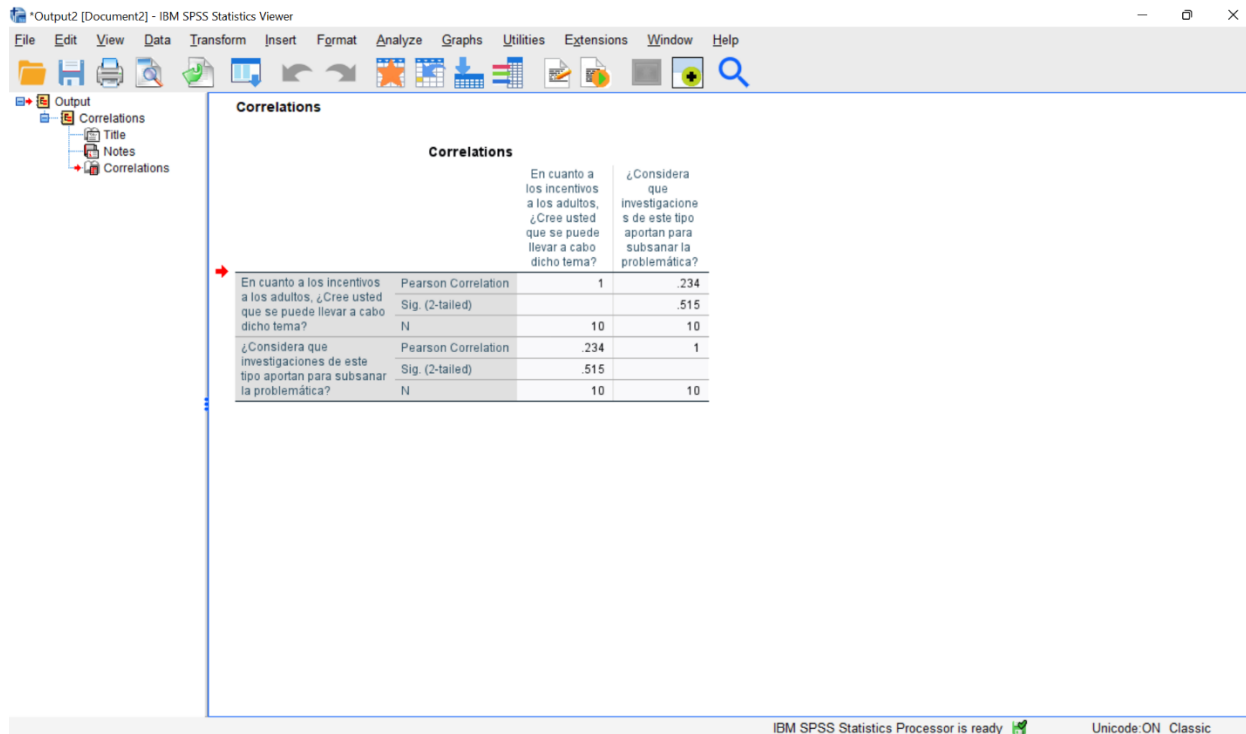 *Output2 [Document2] - IBM SPSS Statistics Viewer
File Edit View Data Transform Insert Format Analyze Graphs Utilities Extensions Window Help
Output
Correlations
Title
Notes
Correlations
Correlations
Correlations
En cuanto a
los incentivos
a los adultos,
¿Cree usted
que se puede
llevar a cabo
dicho tema?
¿Considera
que
investigacione
s de este tipo
aportan para
subsanar la
problemática?
En cuanto a los incentivos
a los adultos, ¿Cree usted
que se puede llevar a cabo
dicho tema?
Pearson Correlation 1 .234
Sig. (2-tailed) .515
N 10 10
¿Considera que
investigaciones de este
tipo aportan para subsanar
la problemática?
Pearson Correlation .234 1
Sig. (2-tailed) .515
N 10 10
IBM SPSS Statistics Processor is ready Unicode:ON Classic